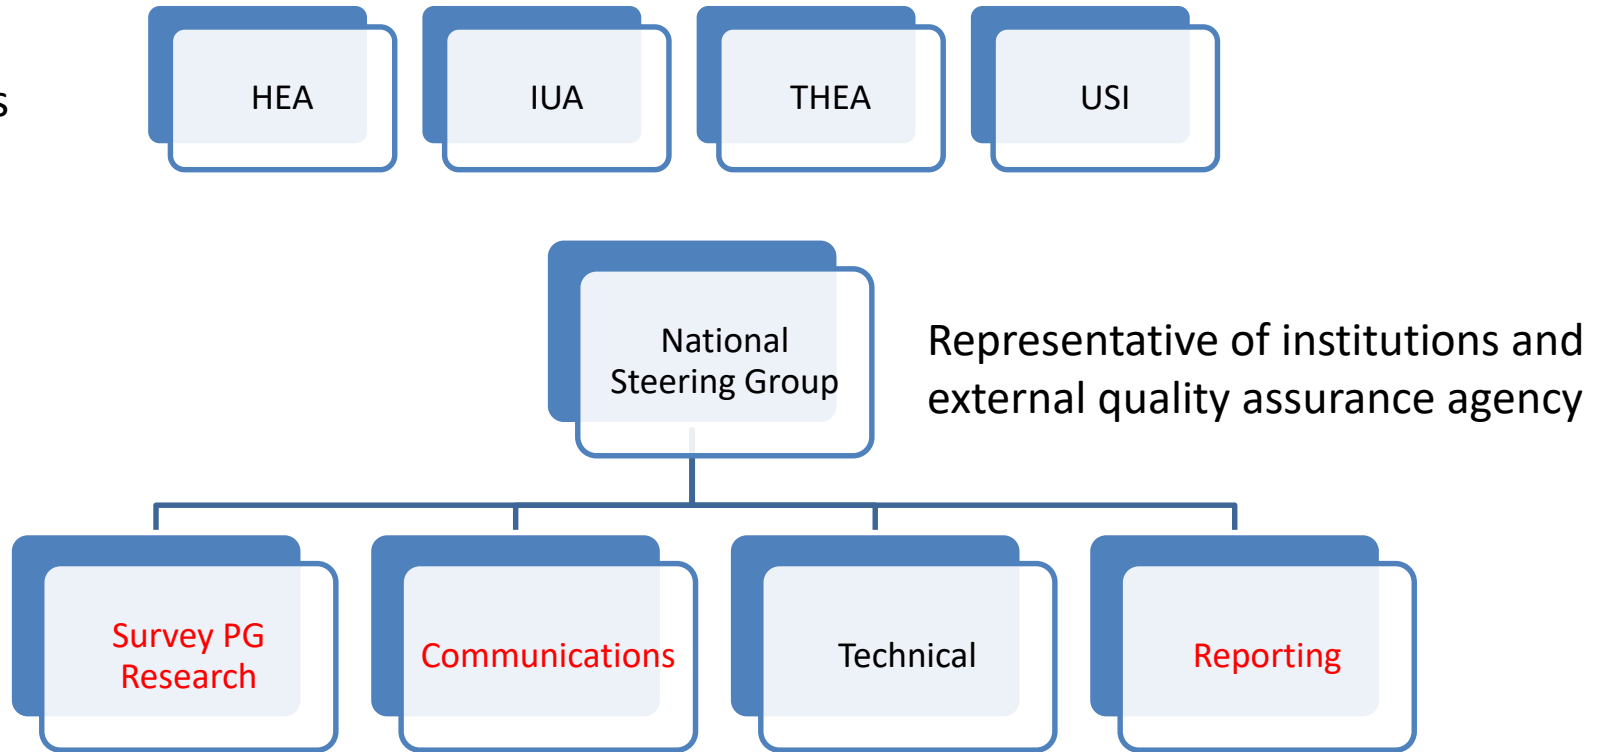 s
HEA
IUA
THEA
USI
National
Steering Group
Representative of institutions and
external quality assurance agency
Survey PG
Research
Communications
Technical
Reporting